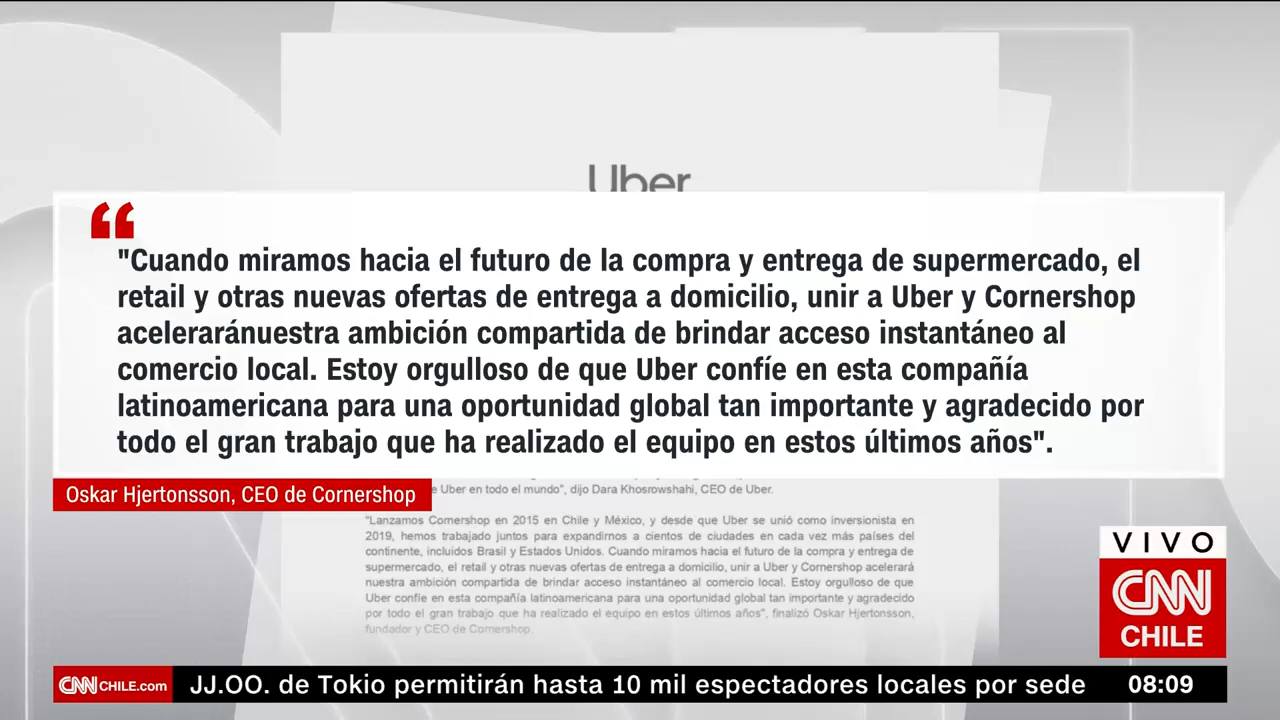 Uber
"Cuando miramos hacia el futuro de la compra y entrega de supermercado, el
retail y otras nuevas ofertas de entrega a domicilio, unir a Uber y Cornershop
aceleraránuestra ambición compartida de brindar acceso instantáneo al
comercio local. Estoy orgulloso de que Uber confíe en esta compañía
latinoamericana para una oportunidad global tan importante y agradecido por
todo el gran trabajo que ha realizado el equipo en estos últimos años".
Oskar Hjertonsson, CEO de Cornershop
e Uber en todo el mundo", dijo Dara Khosrowshahi, CEO de Uber.
"Lanzamos Cornershop en 2015 en Chile y México, y desde que Uber se unió como inversionista en
2019, hemos trabajado juntos para expandirnos a cientos de ciudades en cada vez más países del
continente, incluidos Brasil y Estados Unidos. Cuando miramos hacia el futuro de la compra y entrega de
supermercado, el retail y otras nuevas ofertas de entrega a domicilio, unir a Uber y Cornershop acelerará
nuestra ambición compartida de brindar acceso instantáneo al comercio local. Estoy orgulloso de que
Uber confíe en esta compañía latinoamericana para una oportunidad global tan importante y agradecido
por todo el gran trabajo que ha realizado el equipo en estos últimos años", finalizó Oskar Hjertonsson,
fundador y CEO de Cornershop.
VIVO
CNN
CHILE
CNNCHILE.com JJ.OO. de Tokio permitirán hasta 10 mil espectadores locales por sede 08:09